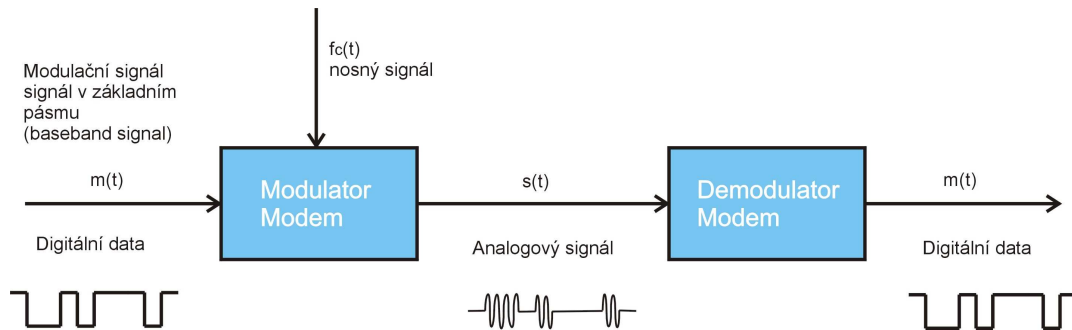 fc(t)
nosný signál
Modulační signál
signál v základním
pásmu
(baseband signal)
m(t)
Modulator
Modem
s(t)
Demodulator
Modem
m(t)
Digitální data
Analogový signál
Digitální data